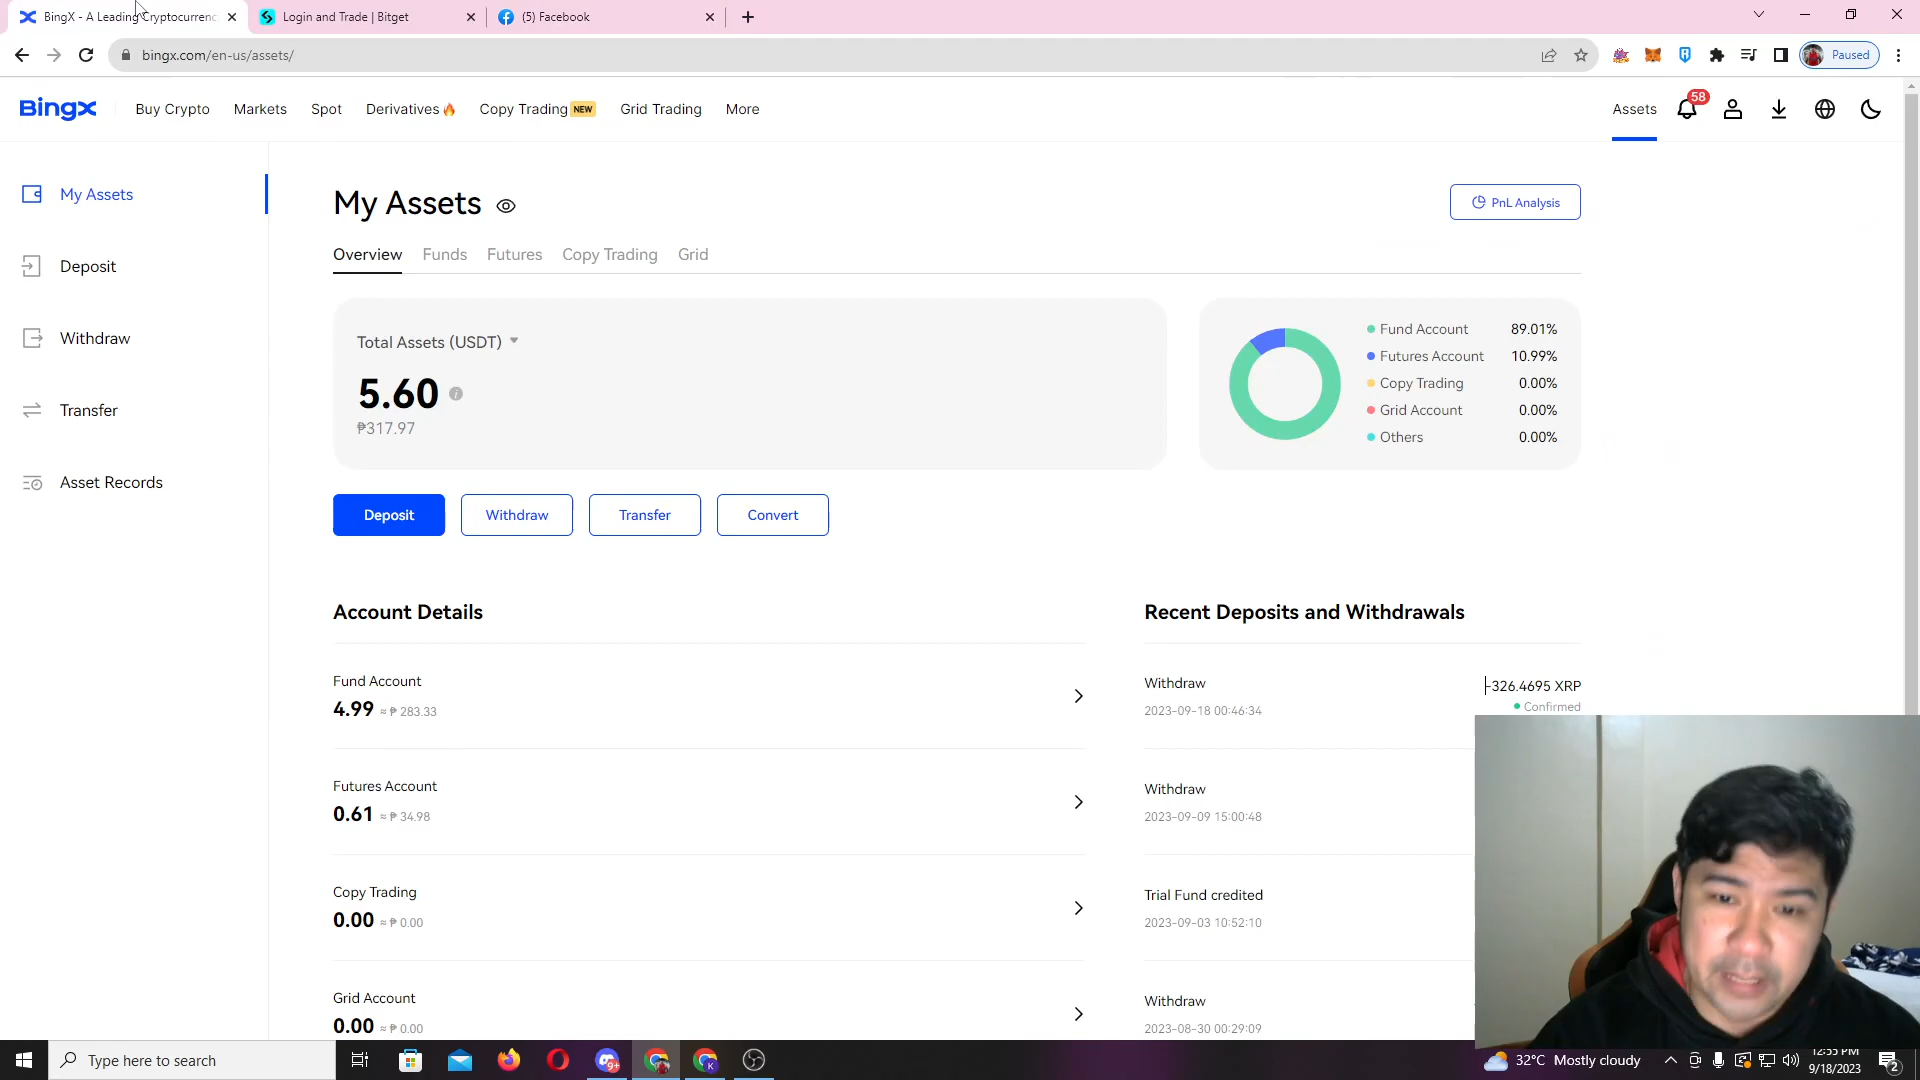 BingX - A Leading Cryptocurrenc
Login and Trade | Bitget
(5) Facebook
bingx.com/en-us/assets/
Paused
BingX
Buy Crypto
Markets
Spot
Derivatives
Copy Trading NEW
Grid Trading
More
Assets
58
My Assets
Deposit
Withdraw
Transfer
Asset Records
My Assets
PnL Analysis
Overview
Funds
Futures
Copy Trading
Grid
Total Assets (USDT)
5.60
₱317.97
Fund Account 89.01%
Futures Account 10.99%
Copy Trading 0.00%
Grid Account 0.00%
Others 0.00%
Deposit
Withdraw
Transfer
Convert
Account Details
Fund Account
4.99 ≈ ₱ 283.33
Futures Account
0.61 ≈ ₱ 34.98
Copy Trading
0.00 ≈ ₱ 0.00
Grid Account
0.00 ≈ ₱ 0.00
Recent Deposits and Withdrawals
Withdraw -326.4695 XRP
2023-09-18 00:46:34 Confirmed
Withdraw
2023-09-09 15:00:48
Trial Fund credited
2023-09-03 10:52:10
Withdraw
2023-08-30 00:29:09
Type here to search
9+
K
32°C Mostly cloudy
12:55 PM
9/18/2023
2